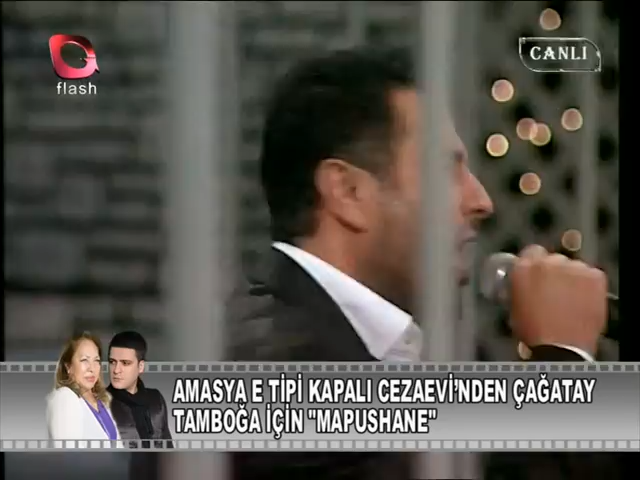 flash
CANLI
AMASYA E TİPİ KAPALI CEZAEVİ'NDEN ÇAĞATAY
TAMBOĞA İÇİN "MAPUSHANE"